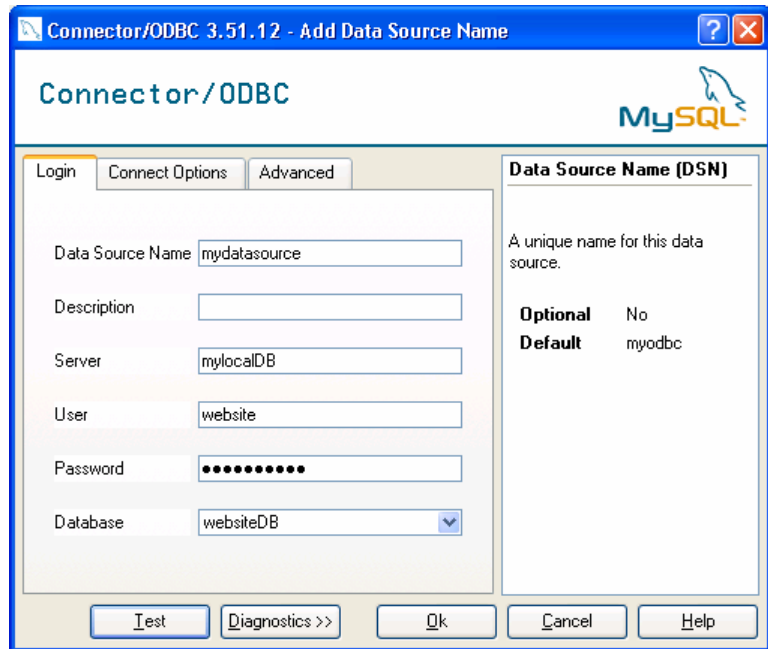 Connector/ODBC 3.51.12 - Add Data Source Name
Connector/ODBC
MySQL
Login
Connect Options
Advanced
Data Source Name mydatasource
Description
Server mylocalDB
User website
Password ●●●●●●●●●●
Database websiteDB
Data Source Name (DSN)
A unique name for this data
source.
Optional No
Default myodbc
Test
Diagnostics >>
Ok
Cancel
Help